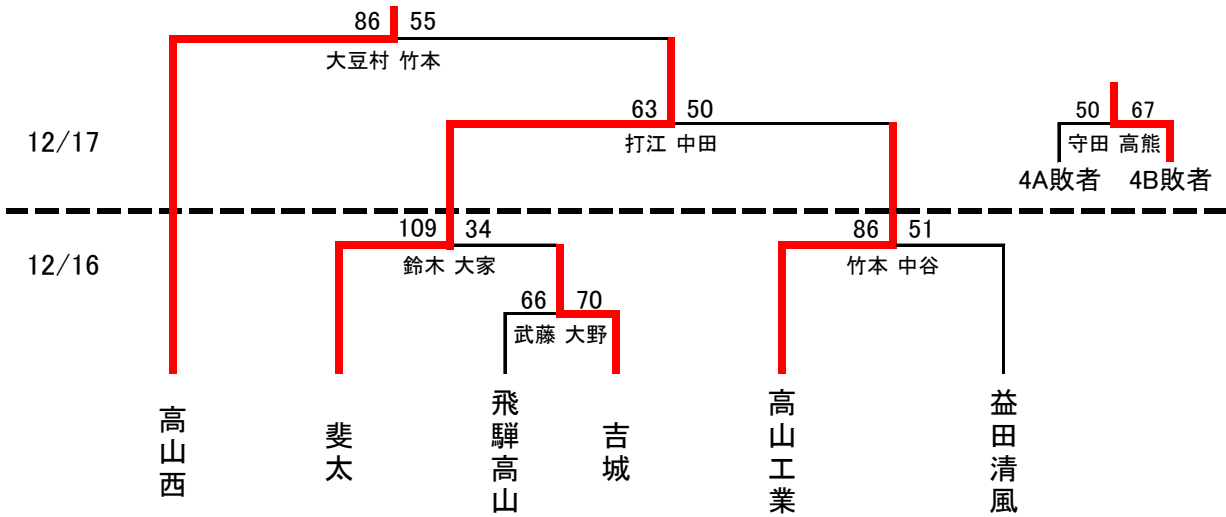 86 55
大豆村 竹本
63 50
打江 中田
50 67
守田 高熊
12/17
4A敗者 4B敗者
109 34
鈴木 大家
86 51
竹本 中谷
12/16
66 70
武藤 大野
高山西
斐太
飛騨高山
吉城
高山工業
益田清風